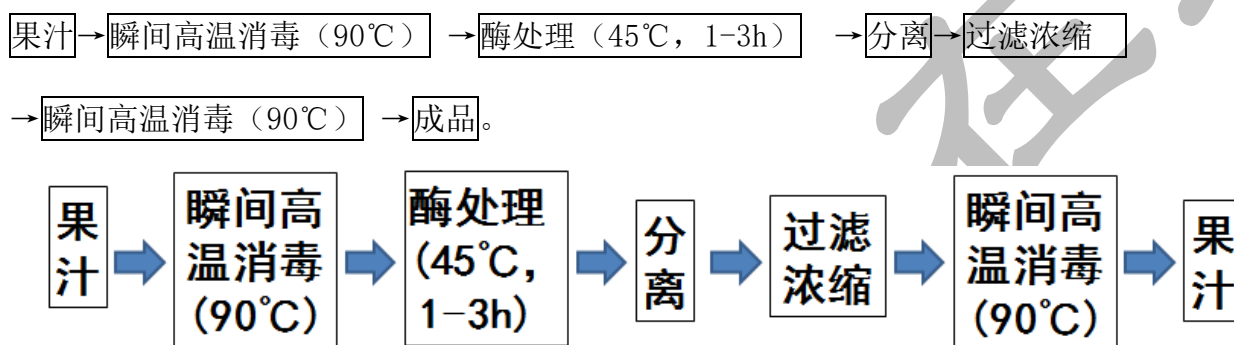 果汁→瞬间高温消毒（90℃）→酶处理（45℃，1-3h）→分离→过滤浓缩
→瞬间高温消毒（90℃）→成品。
果汁
瞬间高温消毒(90℃)
酶处理(45℃，1-3h)
分离
过滤浓缩
瞬间高温消毒(90℃)
果汁
在